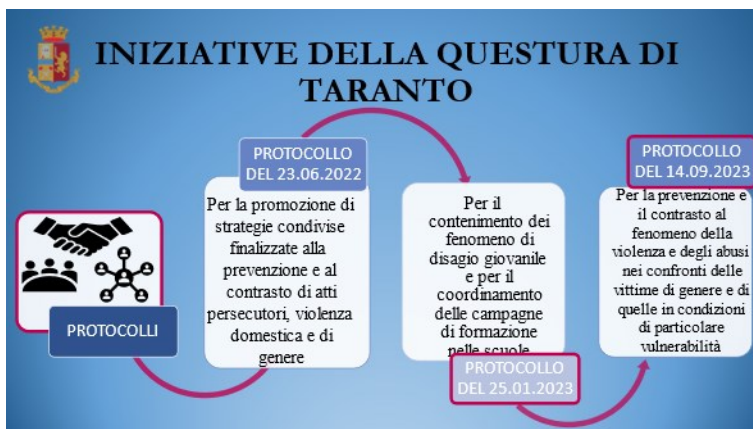 INIZIATIVE DELLA QUESTURA DI
TARANTO
PROTOCOLLI
PROTOCOLLO
DEL 23.06.2022
Per la promozione di
strategie condivise
finalizzate alla
prevenzione e al
contrasto di atti
persecutori, violenza
domestica e di
genere
Per il
contenimento dei
fenomeno di
disagio giovanile
e per il
coordinamento
delle campagne
di formazione
nelle scuole
PROTOCOLLO
DEL 25.01.2023
PROTOCOLLO
DEL 14.09.2023
Per la prevenzione e
il contrasto al
fenomeno della
violenza e degli abusi
nei confronti delle
vittime di genere e di
quelle in condizioni
di particolare
vulnerabilità